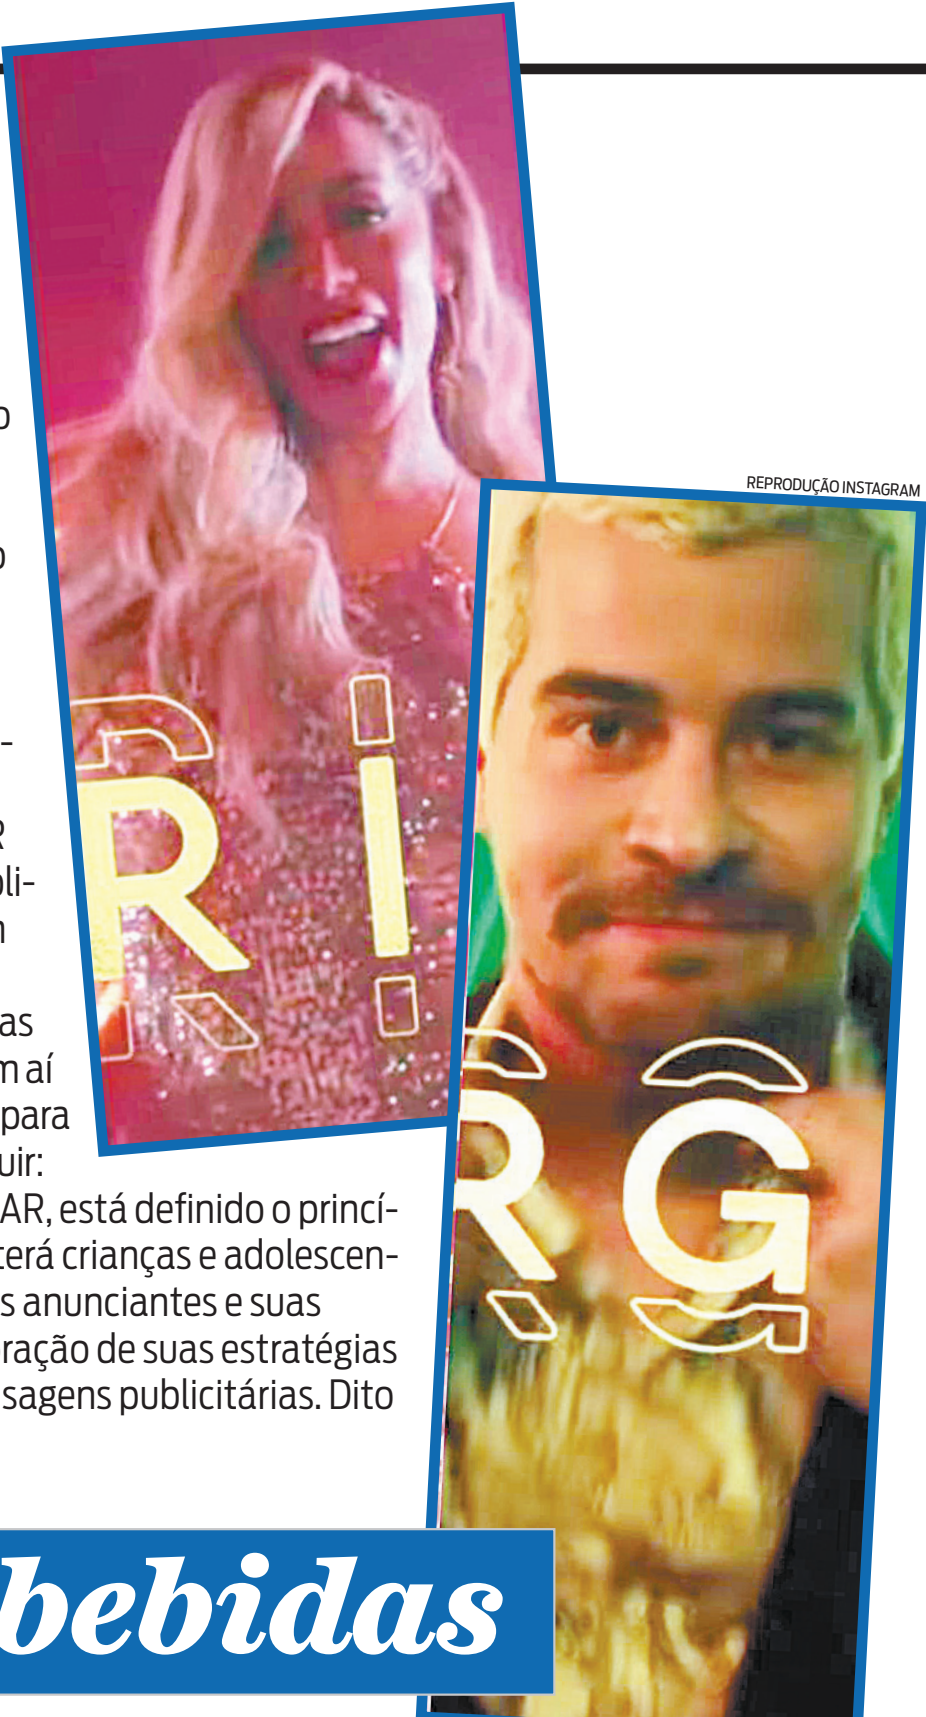 REPRODUÇÃO INSTAGRAM
o
o
-
R
li-
as
m aí
para
uir:
AR, está definido o princí-
terá crianças e adolescen-
s anunciantes e suas
ração de suas estratégias
sagens publicitárias. Dito
R I
R G
bebidas